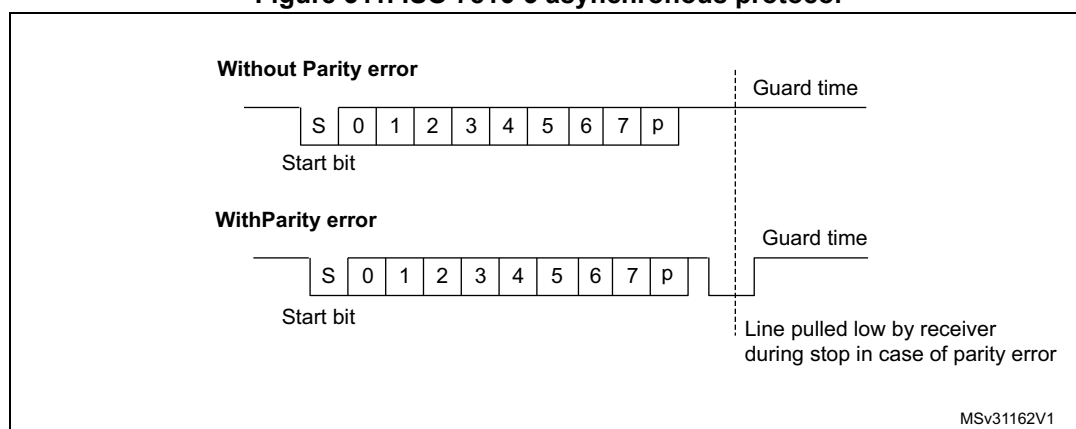 Without Parity error
Guard time
S 0 1 2 3 4 5 6 7 p
Start bit
WithParity error
Guard time
S 0 1 2 3 4 5 6 7 p
Start bit
Line pulled low by receiver
during stop in case of parity error
MSv31162V1